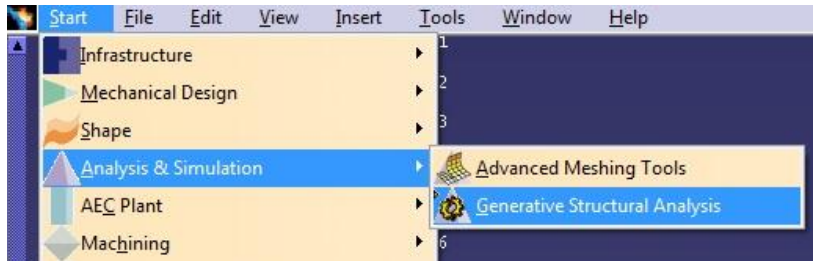 Start File Edit View Insert Tools Window Help
Infrastructure
1
Mechanical Design
2
Shape
3
Analysis & Simulation
Advanced Meshing Tools
AEC Plant
Generative Structural Analysis
Machining
6